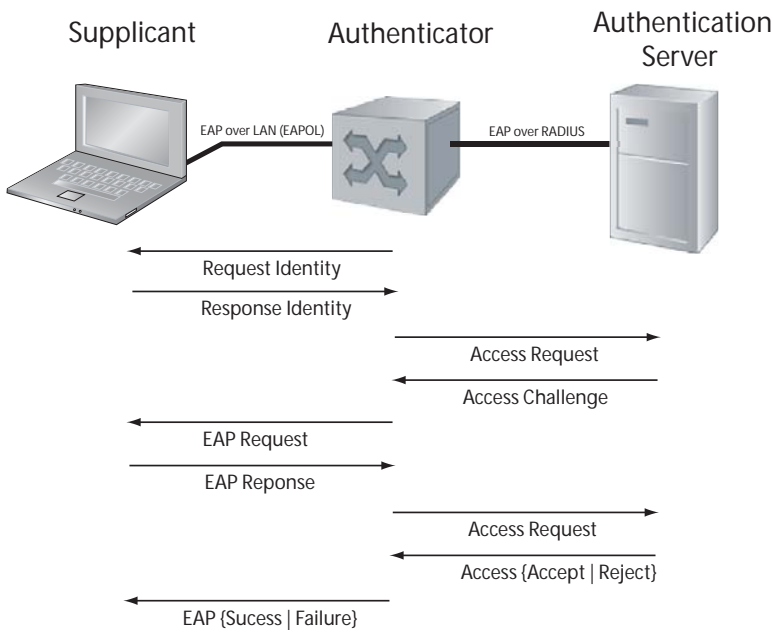 Supplicant
Authenticator
Authentication
Server
EAP over LAN (EAPOL)
EAP over RADIUS
Request Identity
Response Identity
Access Request
Access Challenge
EAP Request
EAP Reponse
Access Request
Access {Accept | Reject}
EAP {Sucess | Failure}